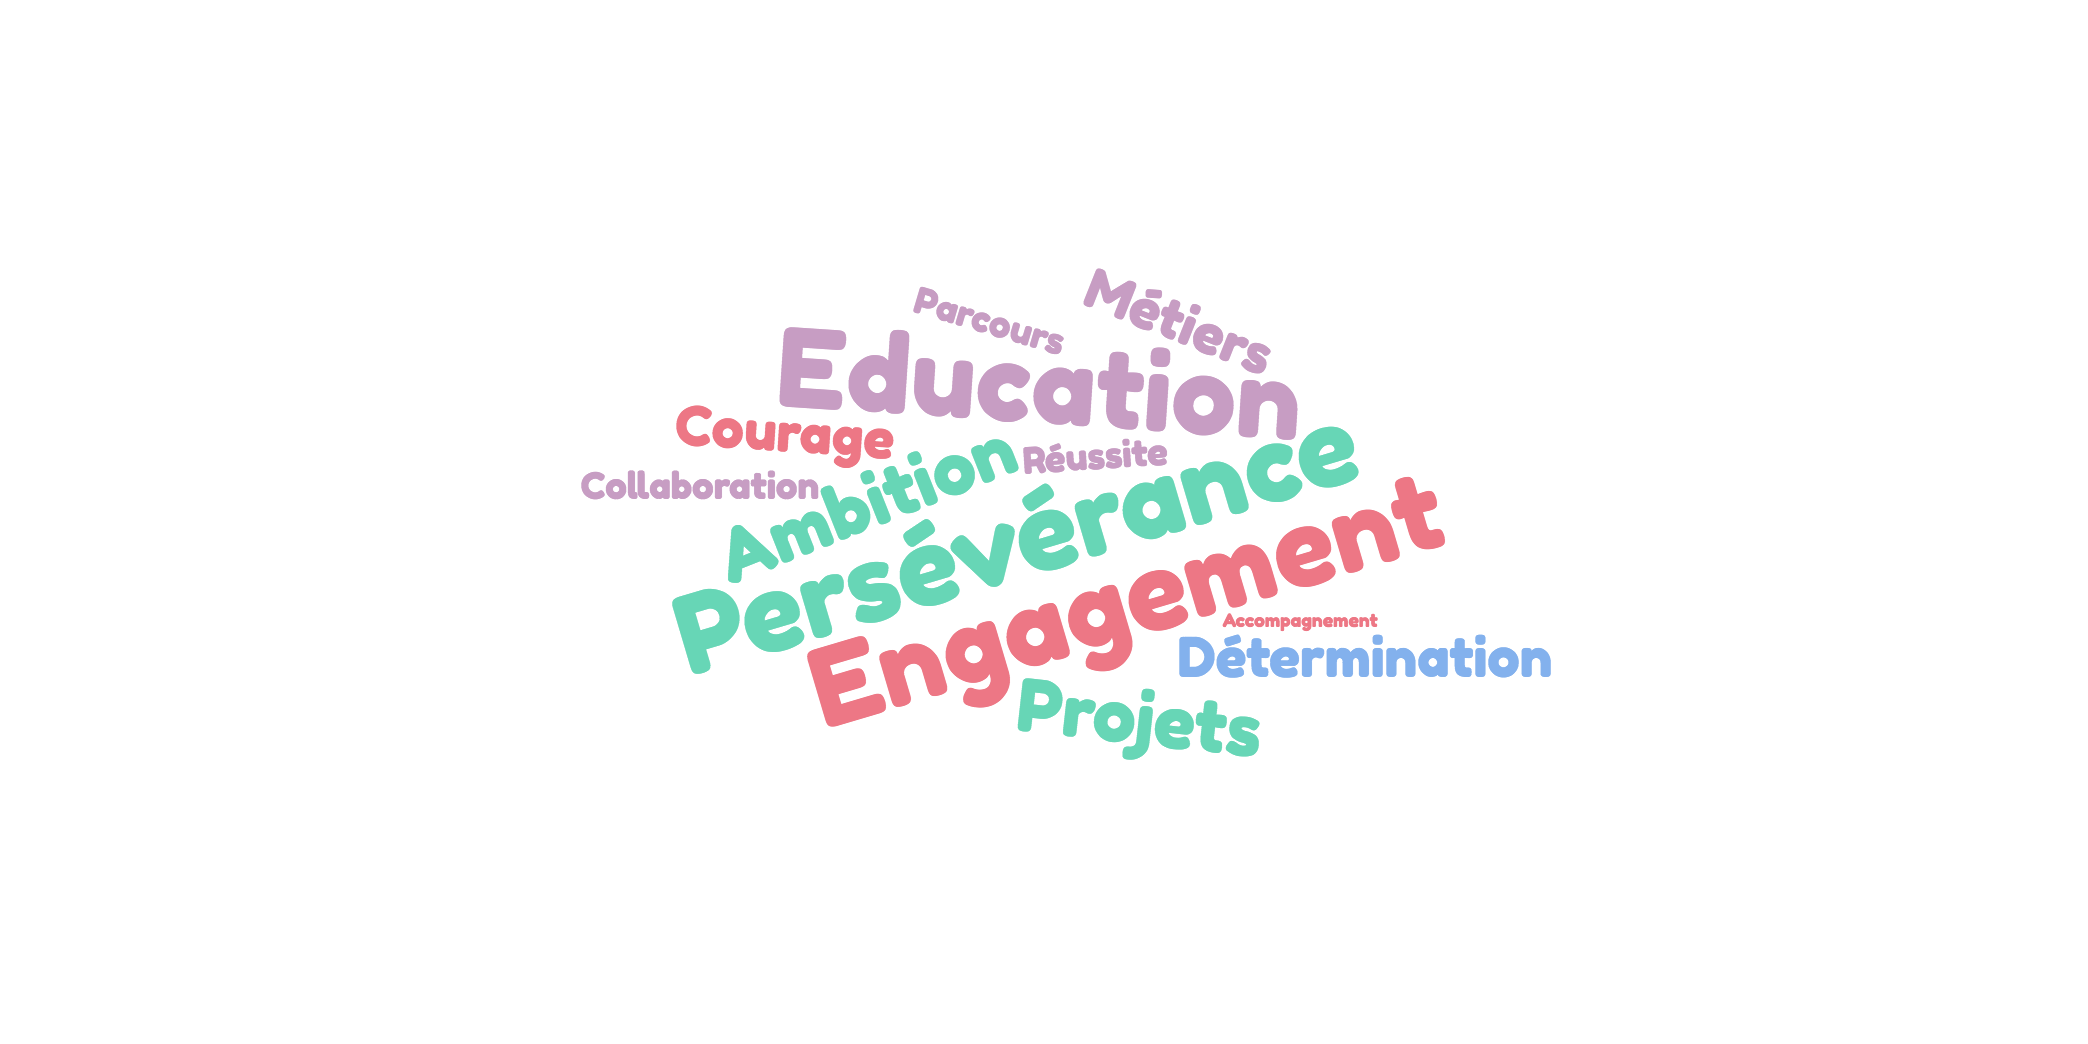 Métiers
Parcours
Education
Courage
Réussite
Collaboration
Ambition
Persévérance
Engagement
Accompagnement
Détermination
Projets